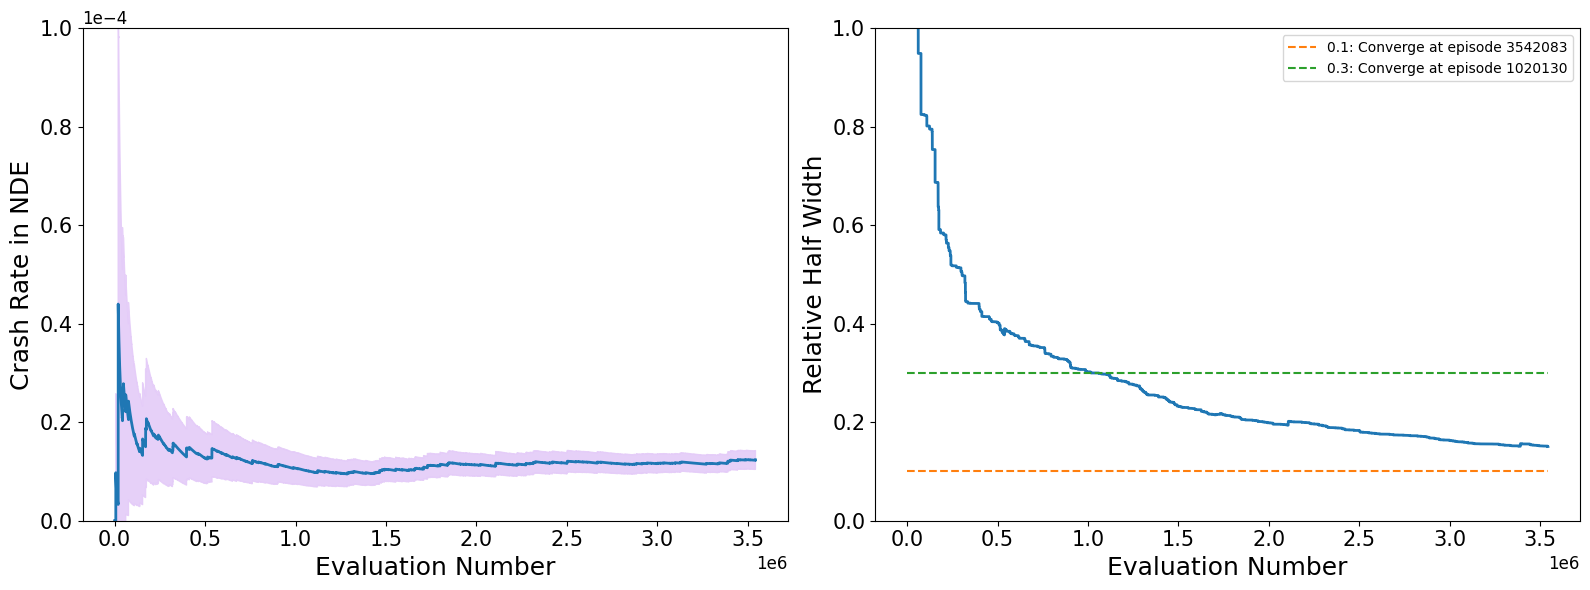 1e−4
1.0
0.8
0.6
0.4
0.2
0.0
Crash Rate in NDE
0.0 0.5 1.0 1.5 2.0 2.5 3.0 3.5
1e6
Evaluation Number
1.0
0.8
0.6
0.4
0.2
0.0
Relative Half Width
0.1: Converge at episode 3542083
0.3: Converge at episode 1020130
0.0 0.5 1.0 1.5 2.0 2.5 3.0 3.5
1e6
Evaluation Number